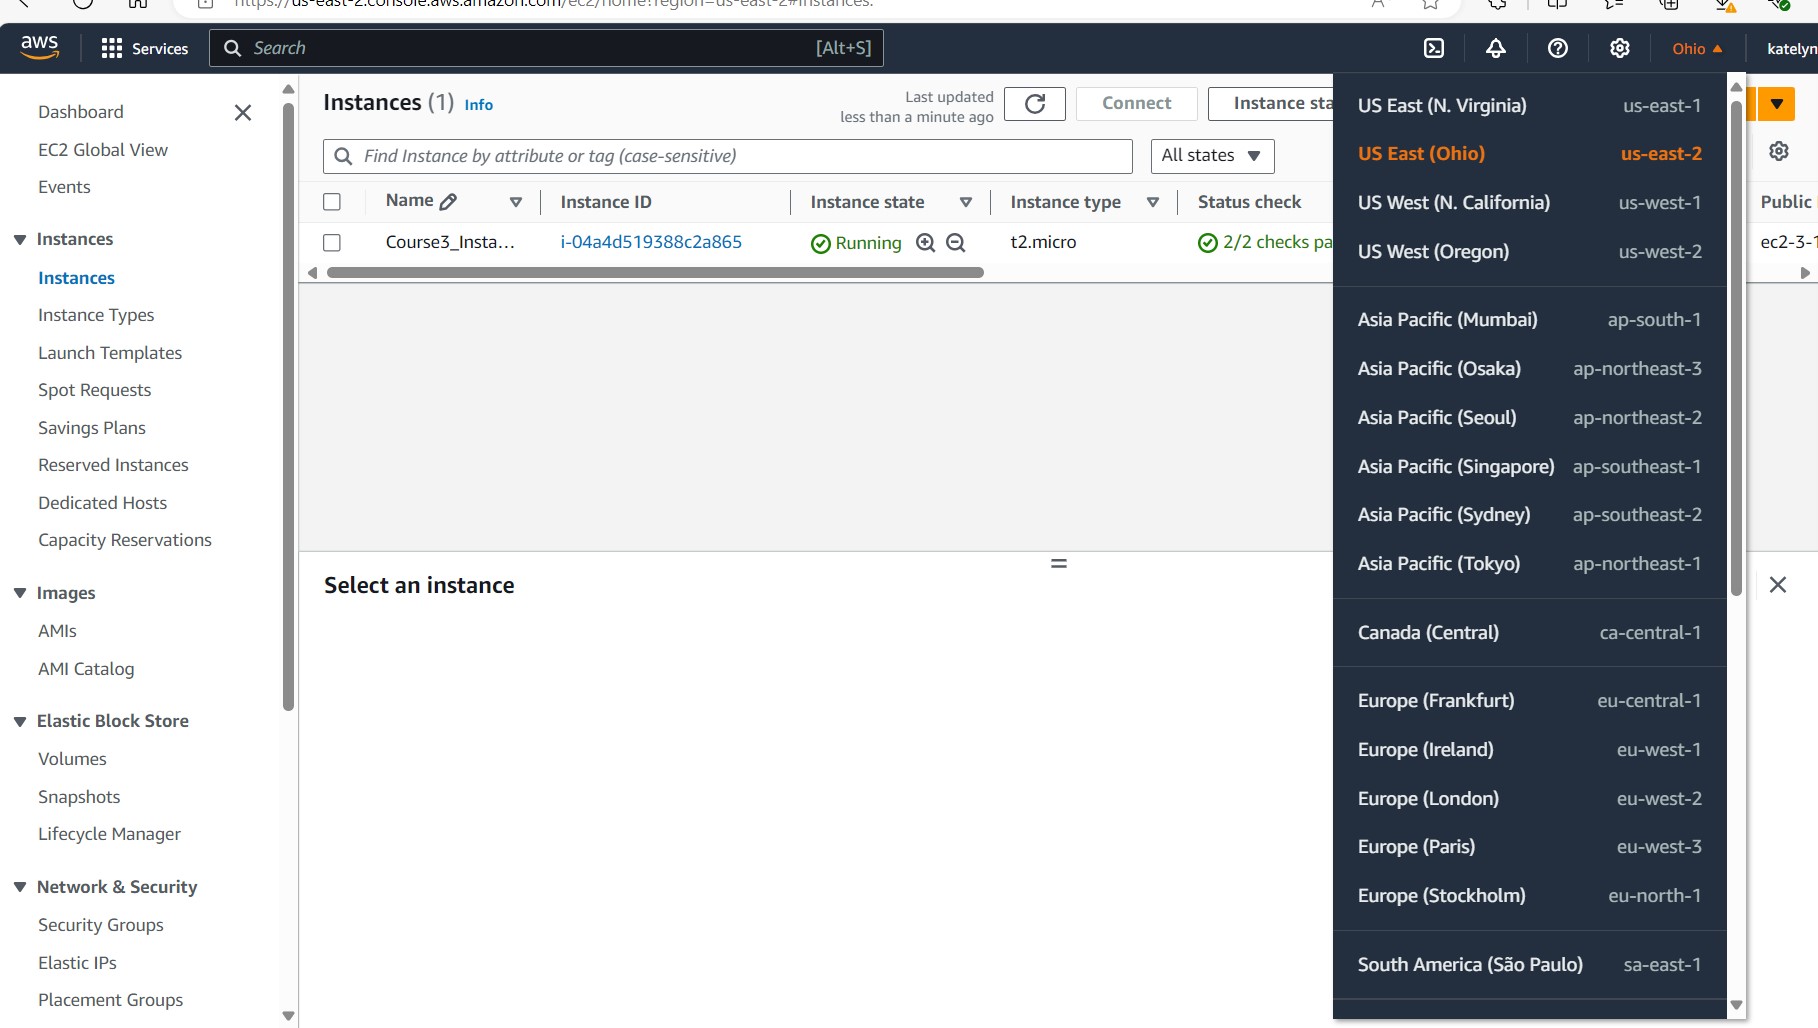 https://us-east-2.console.aws.amazon.com/ec2/home?region=us-east-2#Instances:
aws
Services
Search
[Alt+S]
Ohio
katelyn
Dashboard
EC2 Global View
Events
Instances
Instances
Instance Types
Launch Templates
Spot Requests
Savings Plans
Reserved Instances
Dedicated Hosts
Capacity Reservations
Images
AMIs
AMI Catalog
Elastic Block Store
Volumes
Snapshots
Lifecycle Manager
Network & Security
Security Groups
Elastic IPs
Placement Groups
Instances (1) Info
Last updated
less than a minute ago
Connect
Instance sta
Find Instance by attribute or tag (case-sensitive)
All states
Name
Instance ID
Instance state
Instance type
Status check
Public
Course3_Insta...
i-04a4d519388c2a865
Running
t2.micro
2/2 checks pa
ec2-3-1
Select an instance
US East (N. Virginia) us-east-1
US East (Ohio) us-east-2
US West (N. California) us-west-1
US West (Oregon) us-west-2
Asia Pacific (Mumbai) ap-south-1
Asia Pacific (Osaka) ap-northeast-3
Asia Pacific (Seoul) ap-northeast-2
Asia Pacific (Singapore) ap-southeast-1
Asia Pacific (Sydney) ap-southeast-2
Asia Pacific (Tokyo) ap-northeast-1
Canada (Central) ca-central-1
Europe (Frankfurt) eu-central-1
Europe (Ireland) eu-west-1
Europe (London) eu-west-2
Europe (Paris) eu-west-3
Europe (Stockholm) eu-north-1
South America (São Paulo) sa-east-1